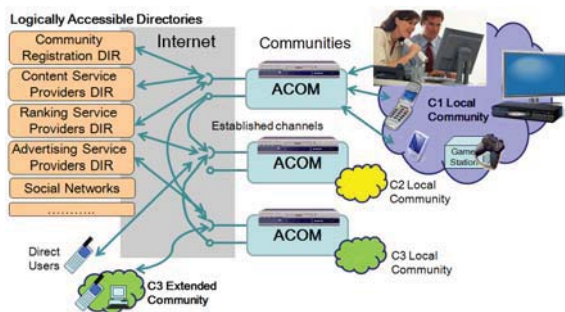 Logically Accessible Directories
Community
Registration DIR
Content Service
Providers DIR
Ranking Service
Providers DIR
Advertising Service
Providers DIR
Social Networks
...........
Internet
Communities
ACOM
Established channels
ACOM
ACOM
C1 Local
Community
Game
Station
C2 Local
Community
C3 Local
Community
Direct
Users
C3 Extended
Community